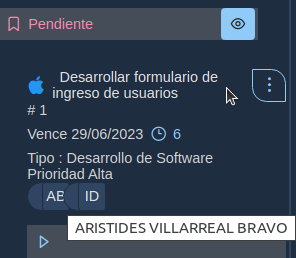 Pendiente
Desarrollar formulario de
ingreso de usuarios
# 1
Vence 29/06/2023 6
Tipo : Desarrollo de Software
Prioridad Alta
AB ID
ARISTIDES VILLARREAL BRAVO